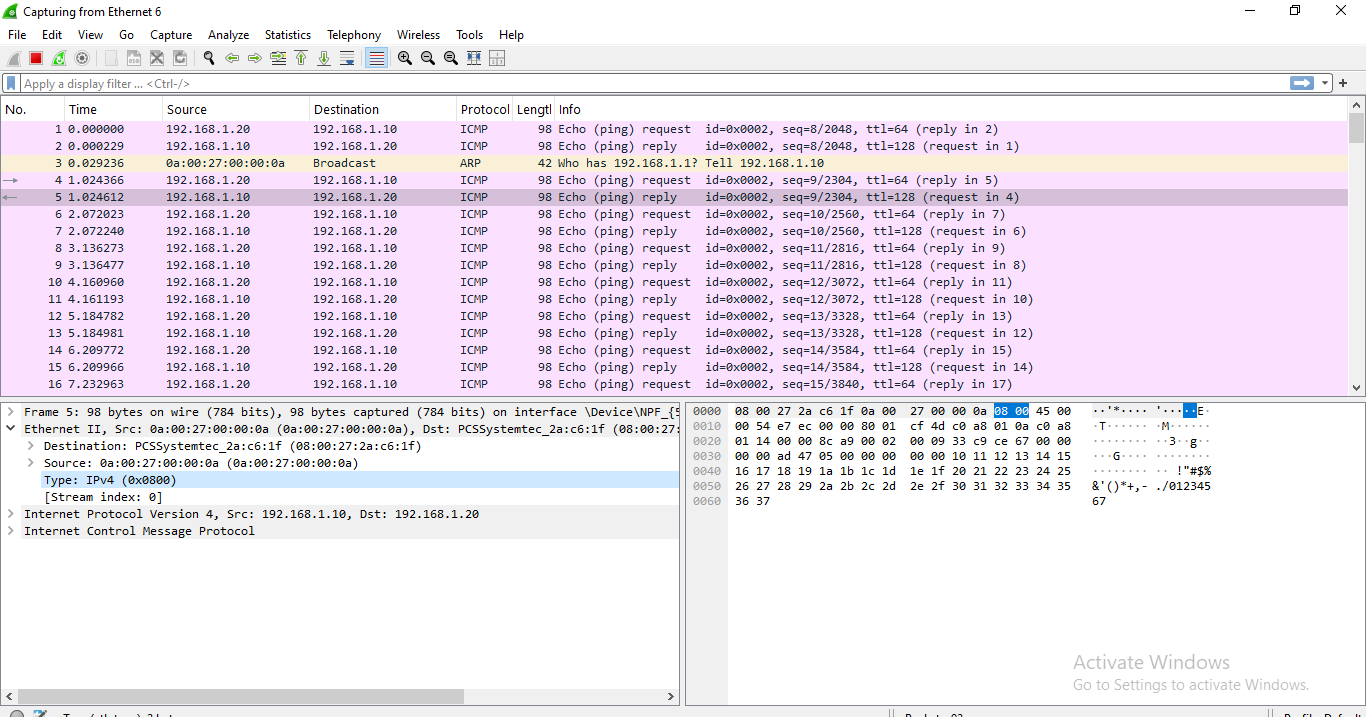 Capturing from Ethernet 6
File Edit View Go Capture Analyze Statistics Telephony Wireless Tools Help
Apply a display filter ... <Ctrl-/>
No. Time Source Destination Protocol Lengtl Info
1 0.000000 192.168.1.20 192.168.1.10 ICMP 98 Echo (ping) request id=0x0002, seq=8/2048, ttl=64 (reply in 2)
2 0.000229 192.168.1.10 192.168.1.20 ICMP 98 Echo (ping) reply id=0x0002, seq=8/2048, ttl=128 (request in 1)
3 0.029236 0a:00:27:00:00:0a Broadcast ARP 42 Who has 192.168.1.1? Tell 192.168.1.10
4 1.024366 192.168.1.20 192.168.1.10 ICMP 98 Echo (ping) request id=0x0002, seq=9/2304, ttl=64 (reply in 5)
5 1.024612 192.168.1.10 192.168.1.20 ICMP 98 Echo (ping) reply id=0x0002, seq=9/2304, ttl=128 (request in 4)
6 2.072023 192.168.1.20 192.168.1.10 ICMP 98 Echo (ping) request id=0x0002, seq=10/2560, ttl=64 (reply in 7)
7 2.072240 192.168.1.10 192.168.1.20 ICMP 98 Echo (ping) reply id=0x0002, seq=10/2560, ttl=128 (request in 6)
8 3.136273 192.168.1.20 192.168.1.10 ICMP 98 Echo (ping) request id=0x0002, seq=11/2816, ttl=64 (reply in 9)
9 3.136477 192.168.1.10 192.168.1.20 ICMP 98 Echo (ping) reply id=0x0002, seq=11/2816, ttl=128 (request in 8)
10 4.160960 192.168.1.20 192.168.1.10 ICMP 98 Echo (ping) request id=0x0002, seq=12/3072, ttl=64 (reply in 11)
11 4.161193 192.168.1.10 192.168.1.20 ICMP 98 Echo (ping) reply id=0x0002, seq=12/3072, ttl=128 (request in 10)
12 5.184782 192.168.1.20 192.168.1.10 ICMP 98 Echo (ping) request id=0x0002, seq=13/3328, ttl=64 (reply in 13)
13 5.184981 192.168.1.10 192.168.1.20 ICMP 98 Echo (ping) reply id=0x0002, seq=13/3328, ttl=128 (request in 12)
14 6.209772 192.168.1.20 192.168.1.10 ICMP 98 Echo (ping) request id=0x0002, seq=14/3584, ttl=64 (reply in 15)
15 6.209966 192.168.1.10 192.168.1.20 ICMP 98 Echo (ping) reply id=0x0002, seq=14/3584, ttl=128 (request in 14)
16 7.232963 192.168.1.20 192.168.1.10 ICMP 98 Echo (ping) request id=0x0002, seq=15/3840, ttl=64 (reply in 17)
Frame 5: 98 bytes on wire (784 bits), 98 bytes captured (784 bits) on interface \Device\NPF_{5
Ethernet II, Src: 0a:00:27:00:00:0a (0a:00:27:00:00:0a), Dst: PCSSystemtec_2a:c6:1f (08:00:27:
Destination: PCSSystemtec_2a:c6:1f (08:00:27:2a:c6:1f)
Source: 0a:00:27:00:00:0a (0a:00:27:00:00:0a)
Type: IPv4 (0x0800)
[Stream index: 0]
Internet Protocol Version 4, Src: 192.168.1.10, Dst: 192.168.1.20
Internet Control Message Protocol
0000 08 00 27 2a c6 1f 0a 00 27 00 00 0a 08 00 45 00 ··'*···· '·····E·
0010 00 54 e7 ec 00 00 80 01 cf 4d c0 a8 01 0a c0 a8 ·T······ ·M······
0020 01 14 00 00 8c a9 00 02 00 09 33 c9 ce 67 00 00 ········ ··3··g··
0030 00 00 ad 47 05 00 00 00 00 00 10 11 12 13 14 15 ···G···· ········
0040 16 17 18 19 1a 1b 1c 1d 1e 1f 20 21 22 23 24 25 ········ ·· !"#$%
0050 26 27 28 29 2a 2b 2c 2d 2e 2f 30 31 32 33 34 35 &'()*+,- ./012345
0060 36 37 67
Activate Windows
Go to Settings to activate Windows.